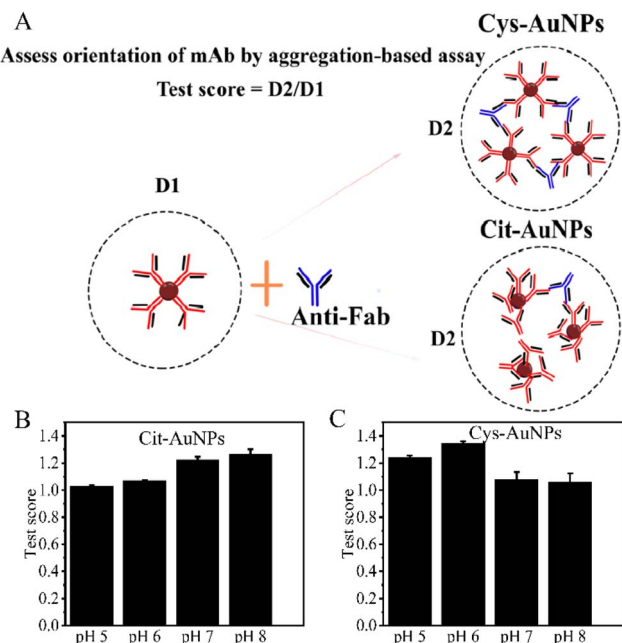 A
Cys-AuNPs
Assess orientation of mAb by aggregation-based assay
Test score = D2/D1
D2
D1
Cit-AuNPs
Anti-Fab
D2
B
Cit-AuNPs
Test score
1.4
1.2
1.0
0.8
0.6
0.4
0.2
0.0
pH 5 pH 6 pH 7 pH 8
C
Cys-AuNPs
Test score
1.4
1.2
1.0
0.8
0.6
0.4
0.2
0.0
pH 5 pH 6 pH 7 pH 8